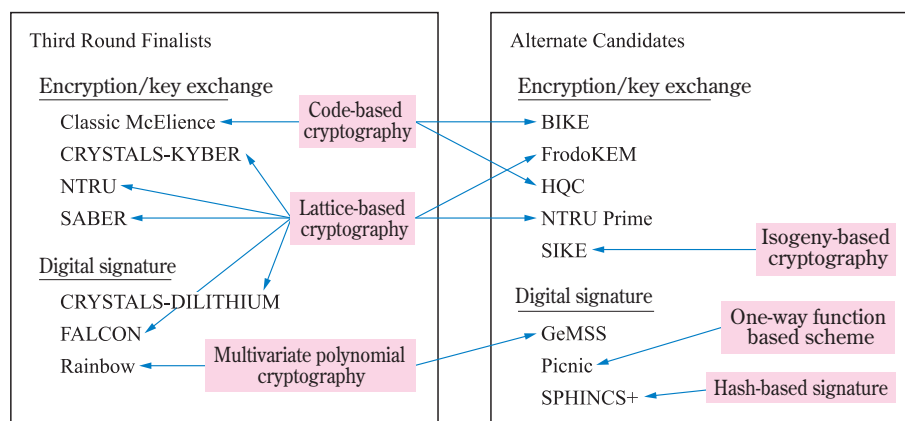 Third Round Finalists
Encryption/key exchange
Classic McElience
CRYSTALS-KYBER
NTRU
SABER
Digital signature
CRYSTALS-DILITHIUM
FALCON
Rainbow
Code-based
cryptography
Lattice-based
cryptography
Multivariate polynomial
cryptography
Alternate Candidates
Encryption/key exchange
BIKE
FrodoKEM
HQC
NTRU Prime
SIKE
Digital signature
GeMSS
Picnic
SPHINCS+
Isogeny-based
cryptography
One-way function
based scheme
Hash-based signature